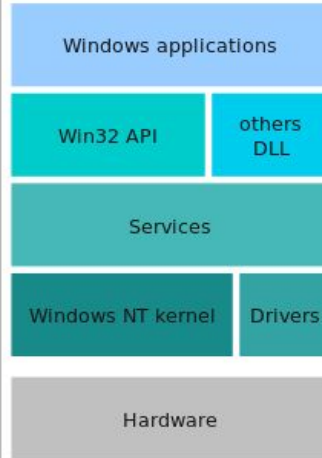 Windows applications
Win32 API
others
DLL
Services
Windows NT kernel
Drivers
Hardware